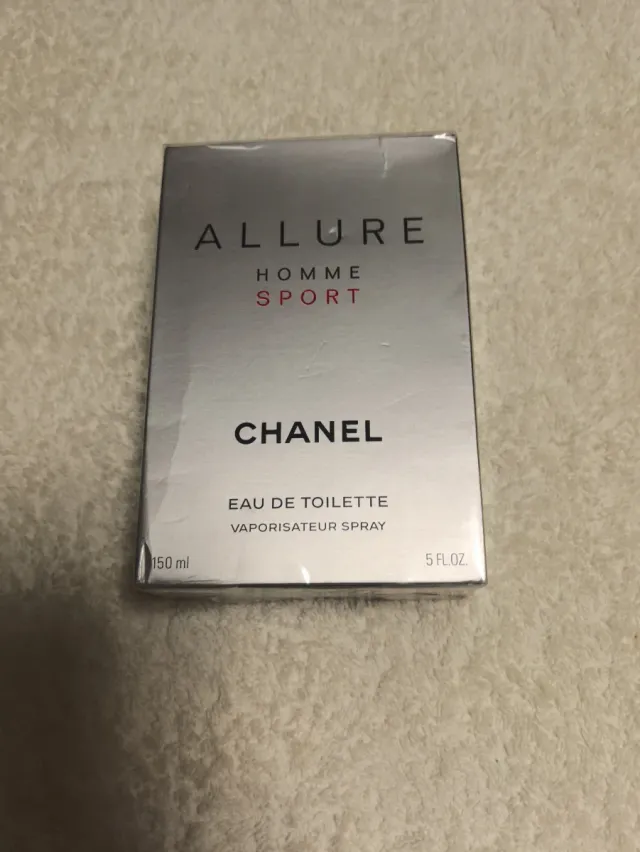 ALLURE
HOMME
SPORT
CHANEL
EAU DE TOILETTE
VAPORISATEUR SPRAY
150 ml 5 FL.OZ.